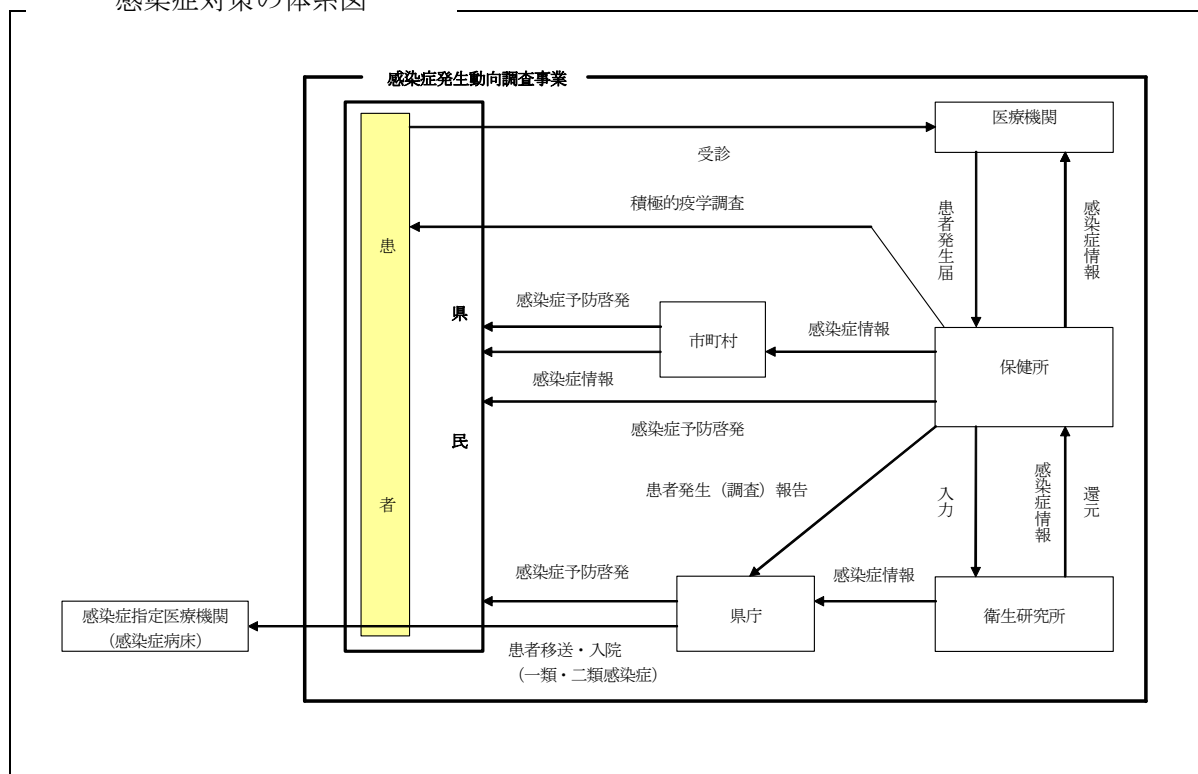 感染症対策の体系図
感染症発生動向調査事業
医療機関
受診
積極的疫学調査
患者発生届
感染症情報
患者
県民
感染症予防啓発
市町村
感染症情報
保健所
感染症情報
感染症予防啓発
患者発生（調査）報告
入力
感染症情報
還元
感染症予防啓発
県庁
感染症情報
衛生研究所
感染症指定医療機関
（感染症病床）
患者移送・入院
（一類・二類感染症）